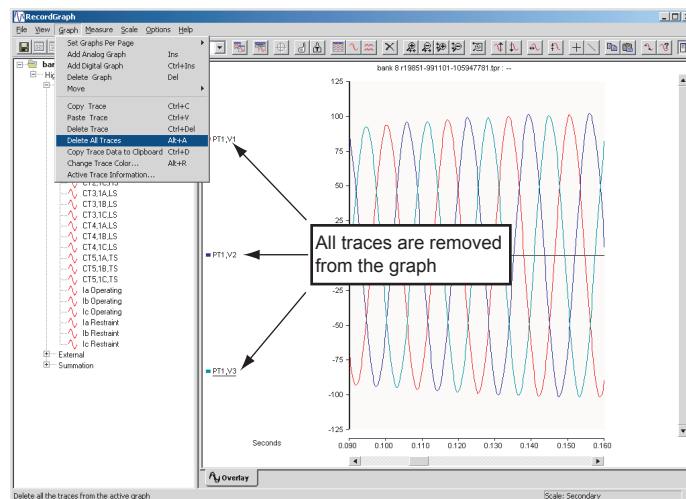 RecordGraph
File View Graph Measure Scale Options Help
Set Graphs Per Page
Add Analog Graph Ins
Add Digital Graph Ctrl+Ins
Delete Graph Del
Move
Copy Trace Ctrl+C
Paste Trace Ctrl+V
Delete Trace Ctrl+Del
Delete All Traces Alt+A
Copy Trace Data to Clipboard Ctrl+D
Change Trace Color... Alt+R
Active Trace Information...
CT3,1A,LS
CT3,1B,LS
CT3,1C,LS
CT4,1A,LS
CT4,1B,LS
CT4,1C,LS
CT5,1A,TS
CT5,1B,TS
CT5,1C,TS
Ia Operating
Ib Operating
Ic Operating
Ia Restraint
Ib Restraint
Ic Restraint
External
Summation
bank 8 r19851-991101-105947781.tpr : --
PT1,V1
PT1,V2
PT1,V3
All traces are removed
from the graph
125
100
75
50
25
-25
-50
-75
-100
-125
Seconds
0.090 0.100 0.110 0.120 0.130 0.140 0.150 0.160
Overlay
Delete all the traces from the active graph
Scale: Secondary